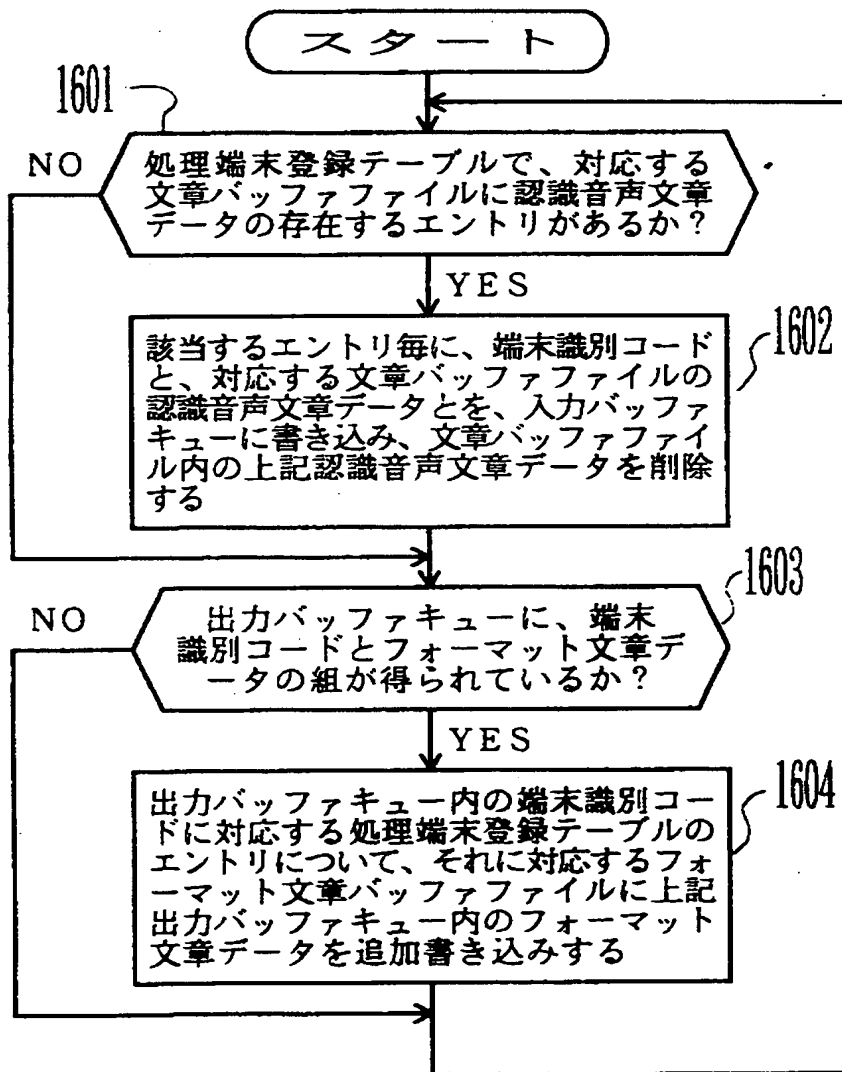 スタート
1601
NO
処理端末登録テーブルで、対応する
文章バッファファイルに認識音声文章
データの存在するエントリがあるか？
YES
1602
該当するエントリ毎に、端末識別コード
と、対応する文章バッファファイルの
認識音声文章データとを、入力バッファ
キューに書き込み、文章バッファファイ
ル内の上記認識音声文章データを削除
する
1603
NO
出力バッファキューに、端末
識別コードとフォーマット文章デ
ータの組が得られているか？
YES
1604
出力バッファキュー内の端末識別コー
ドに対応する処理端末登録テーブルの
エントリについて、それに対応するフォ
ーマット文章バッファファイルに上記
出力バッファキュー内のフォーマット
文章データを追加書き込みする